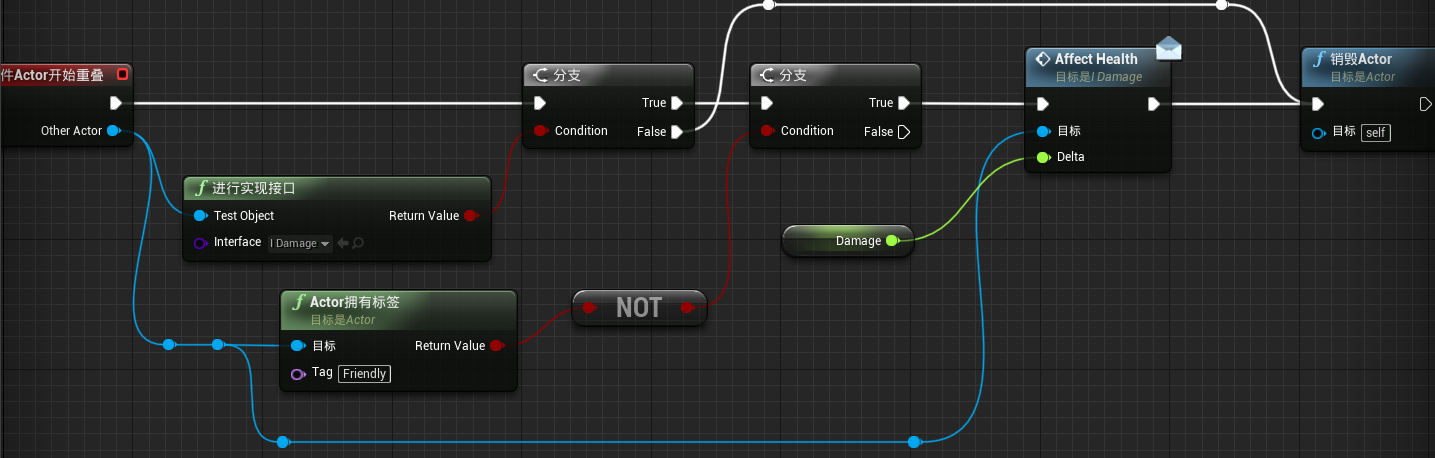 件Actor开始重叠
Other Actor
分支
True
Condition
False
分支
True
Condition
False
Affect Health
目标是I Damage
目标
Delta
销毁Actor
目标是Actor
目标 self
进行实现接口
Test Object
Return Value
Interface
I Damage
Damage
Actor拥有标签
目标是Actor
目标
Return Value
Tag Friendly
NOT